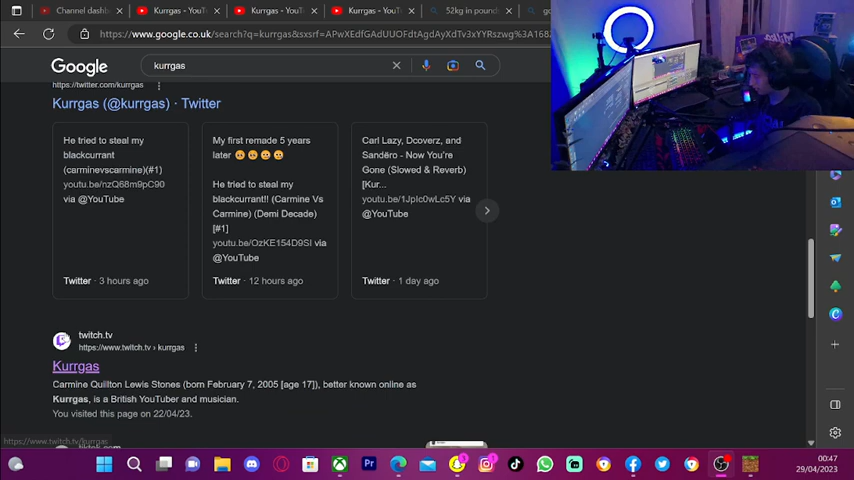 Channel dashb
Kurrgas - YouT
Kurrgas - YouT
Kurrgas - YouT
52kg in pound
https://www.google.co.uk/search?q=kurrgas&sxsrf=
Google
kurrgas
https://twitter.com/kurrgas
Kurrgas (@kurrgas) · Twitter
He tried to steal my
blackcurrant
(carminevscarmine)(#1)
youtu.be/nzQ68m9pC90
via @YouTube
Twitter · 3 hours ago
My first remade 5 years
later 😡😡😡😡
He tried to steal my
blackcurrant!! (Carmine Vs
Carmine) (Demi Decade)
[#1]
youtu.be/OzKE154D9SI via
@YouTube
Twitter · 12 hours ago
Carl Lazy, Dcoverz, and
Sandëro - Now You're
Gone (Slowed & Reverb)
[Kur...
youtu.be/1JpIc0wLc5Y via
@YouTube
Twitter · 1 day ago
twitch.tv
https://www.twitch.tv › kurrgas
Kurrgas
Carmine Quillton Lewis Stones (born February 7, 2005 [age 17]), better known online as
Kurrgas, is a British YouTuber and musician.
You visited this page on 22/04/23.
https://www.twitch.tv/kurrgas
00:47
29/04/2023